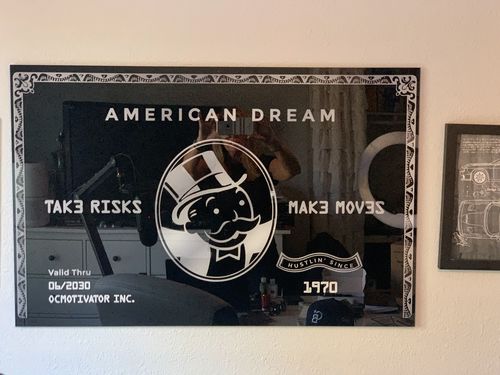 AMERICAN DREAM
TAK3 RISKS
MAK3 MOV3S
HUSTLIN' SINCE
1970
Valid Thru
06/2030
OCMOTIVATOR INC.